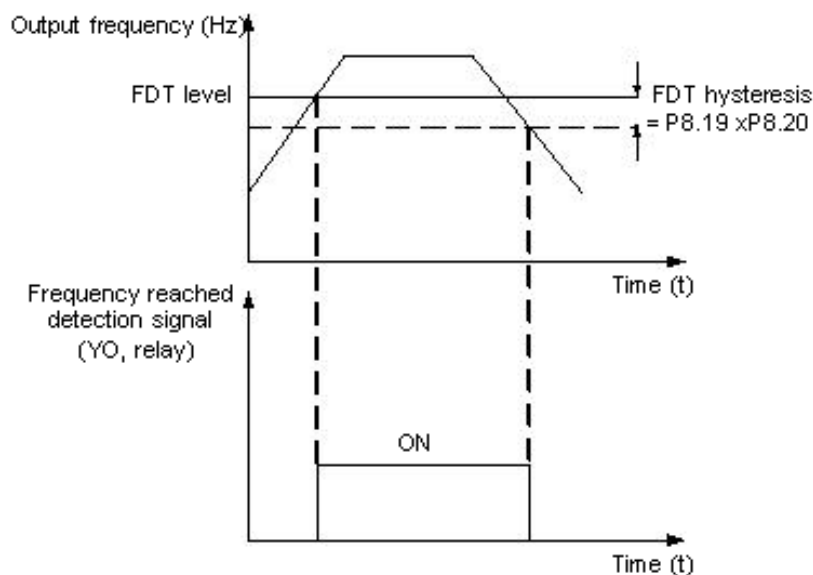 Output frequency (Hz)
FDT level
FDT hysteresis
= P8.19 xP8.20
Time (t)
Frequency reached
detection signal
(YO, relay)
ON
Time (t)